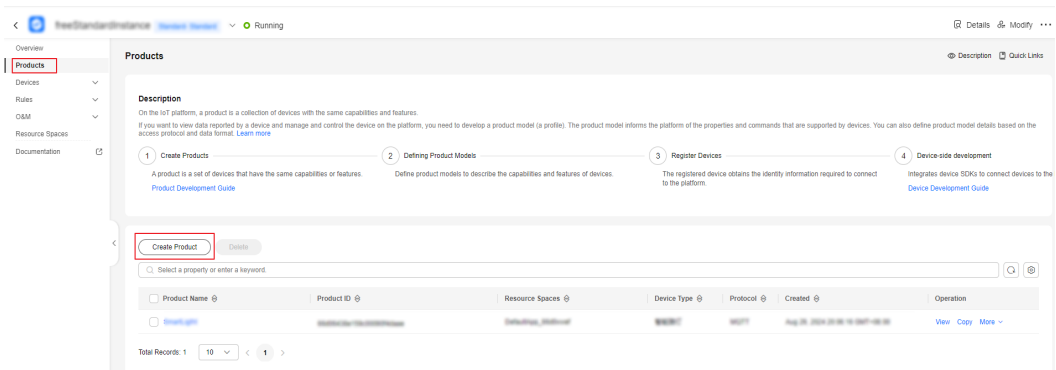 Running
Details
Modify
Overview
Products
Devices
Rules
O&M
Resource Spaces
Documentation
Products
Description
Quick Links
Description
On the IoT platform, a product is a collection of devices with the same capabilities and features.
If you want to view data reported by a device and manage and control the device on the platform, you need to develop a product model (a profile). The product model informs the platform of the properties and commands that are supported by devices. You can also define product model details based on the
access protocol and data format. Learn more
1 Create Products
A product is a set of devices that have the same capabilities or features.
Product Development Guide
2 Defining Product Models
Define product models to describe the capabilities and features of devices.
3 Register Devices
The registered device obtains the identity information required to connect
to the platform.
4 Device-side development
Integrates device SDKs to connect devices to the
Device Development Guide
Create Product
Delete
Select a property or enter a keyword.
Product Name
Product ID
Resource Spaces
Device Type
Protocol
Created
Operation
View Copy More
Total Records: 1
10
1